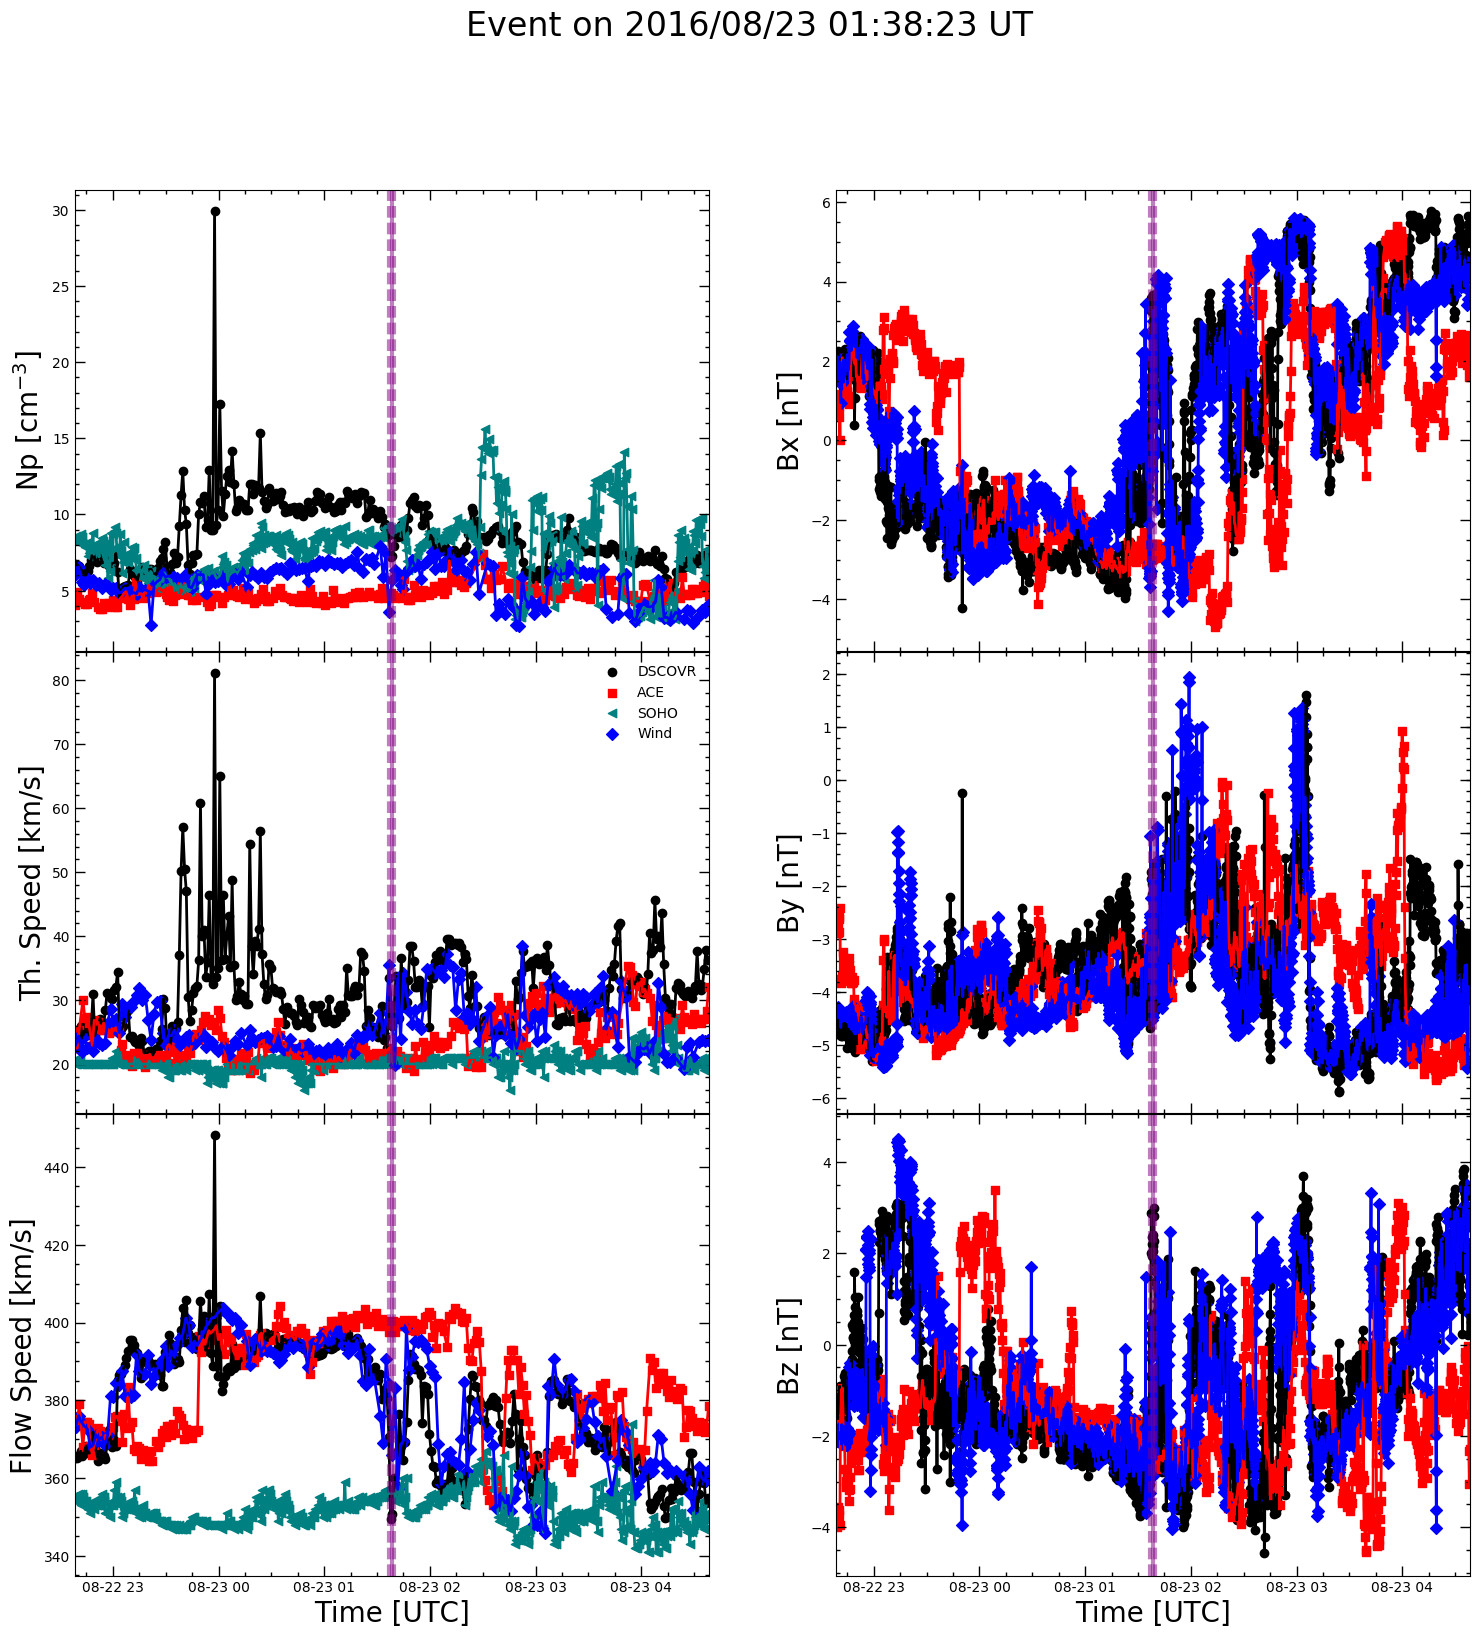 Event on 2016/08/23 01:38:23 UT
Np [cm⁻³]
30
25
20
15
10
5
Th. Speed [km/s]
80
70
60
50
40
30
20
DSCOVR
ACE
SOHO
Wind
Flow Speed [km/s]
440
420
400
380
360
340
08-22 23 08-23 00 08-23 01 08-23 02 08-23 03 08-23 04
Time [UTC]
Bx [nT]
6
4
2
0
−2
−4
By [nT]
2
1
0
−1
−2
−3
−4
−5
−6
Bz [nT]
4
2
0
−2
−4
08-22 23 08-23 00 08-23 01 08-23 02 08-23 03 08-23 04
Time [UTC]